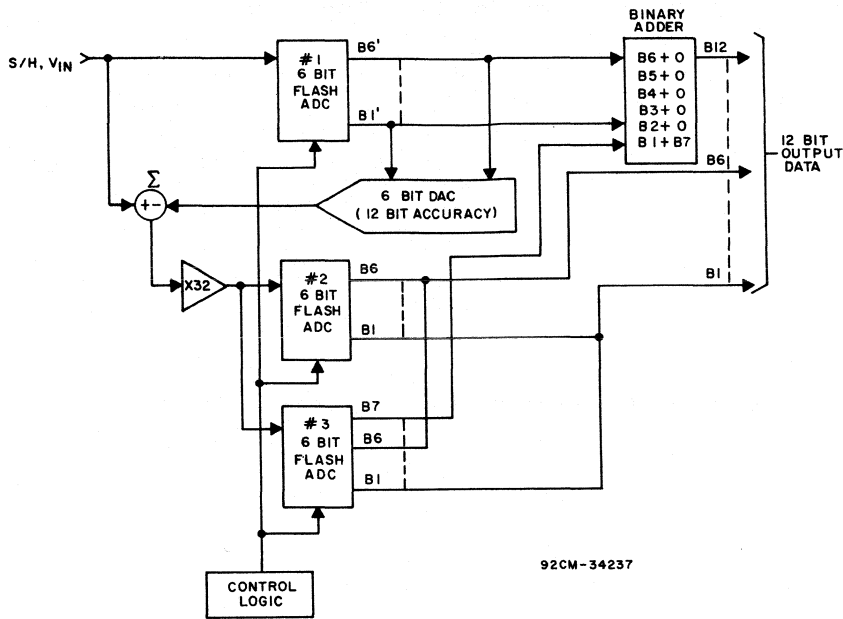 BINARY
ADDER
S/H, VIN
#1
6 BIT
FLASH
ADC
B6'
B1'
B6+0
B5+0
B4+0
B3+0
B2+0
B1+B7
B12
B6
B1
12 BIT
OUTPUT
DATA
6 BIT DAC
(12 BIT ACCURACY)
Σ
+-
X32
#2
6 BIT
FLASH
ADC
B6
B1
#3
6 BIT
FLASH
ADC
B7
B6
B1
CONTROL
LOGIC
92CM-34237